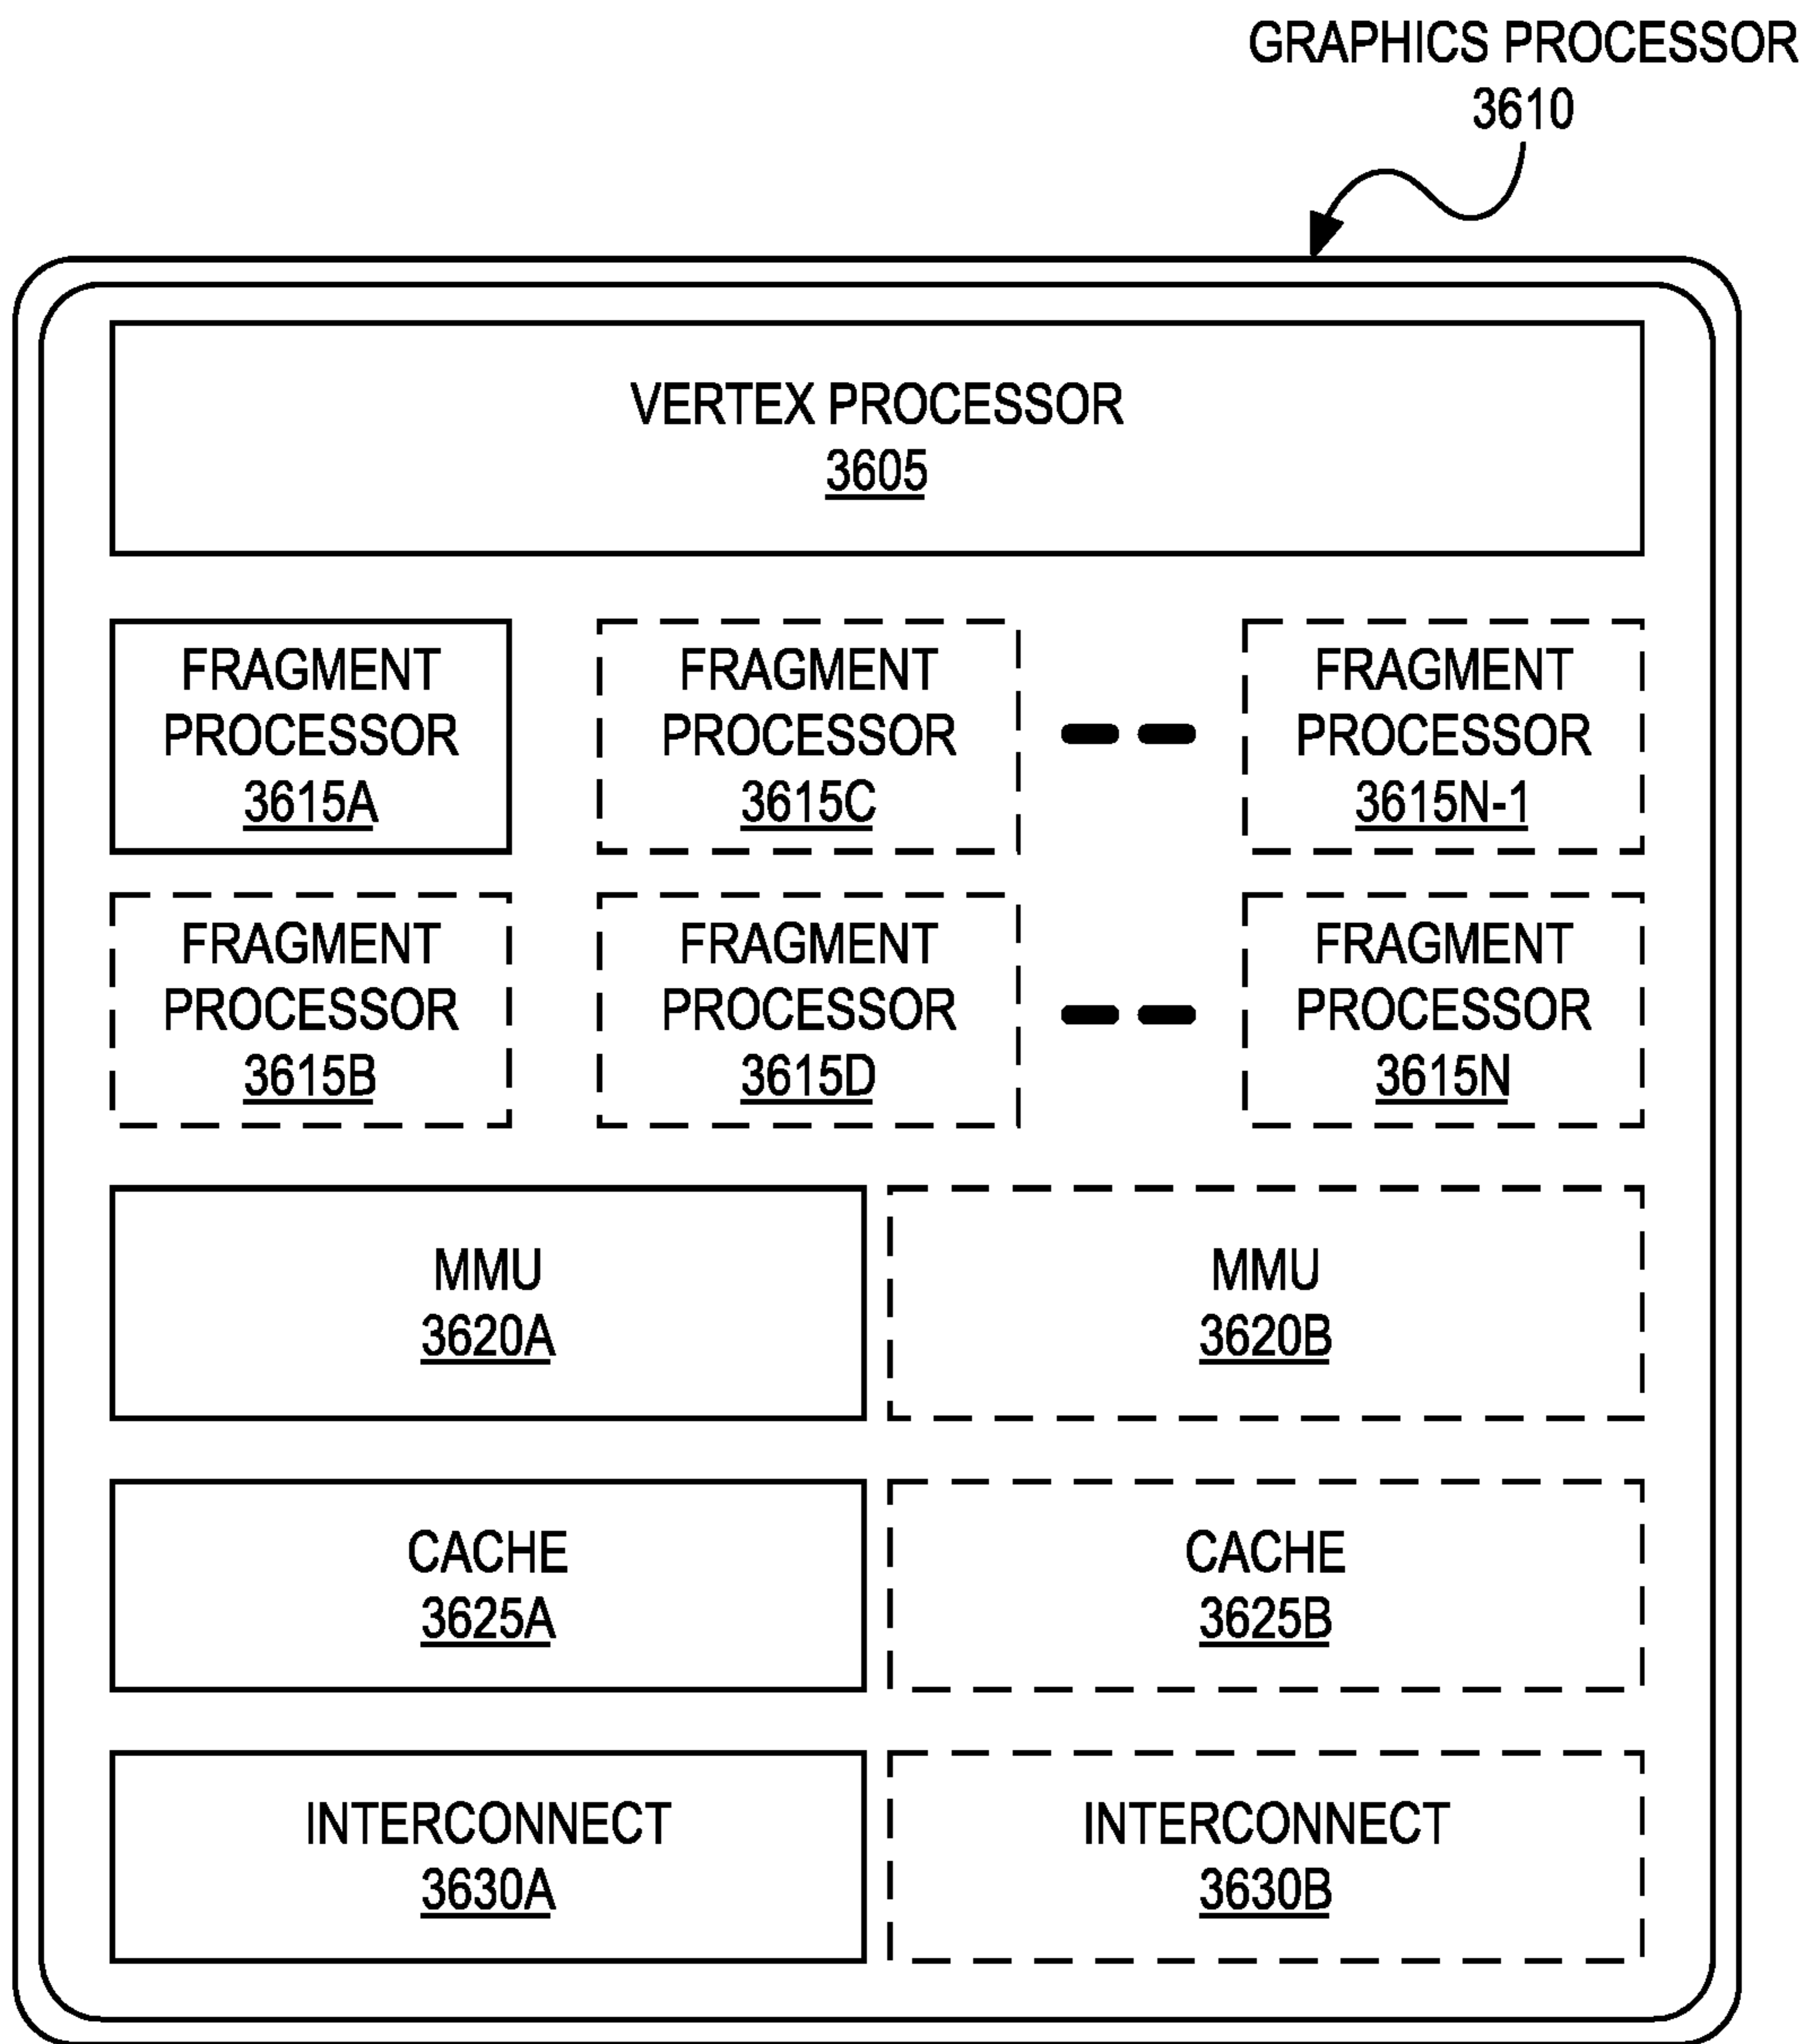 GRAPHICS PROCESSOR
3610
VERTEX PROCESSOR
3605
FRAGMENT
PROCESSOR
3615A
FRAGMENT
PROCESSOR
3615C
FRAGMENT
PROCESSOR
3615N-1
FRAGMENT
PROCESSOR
3615B
FRAGMENT
PROCESSOR
3615D
FRAGMENT
PROCESSOR
3615N
MMU
3620A
MMU
3620B
CACHE
3625A
CACHE
3625B
INTERCONNECT
3630A
INTERCONNECT
3630B